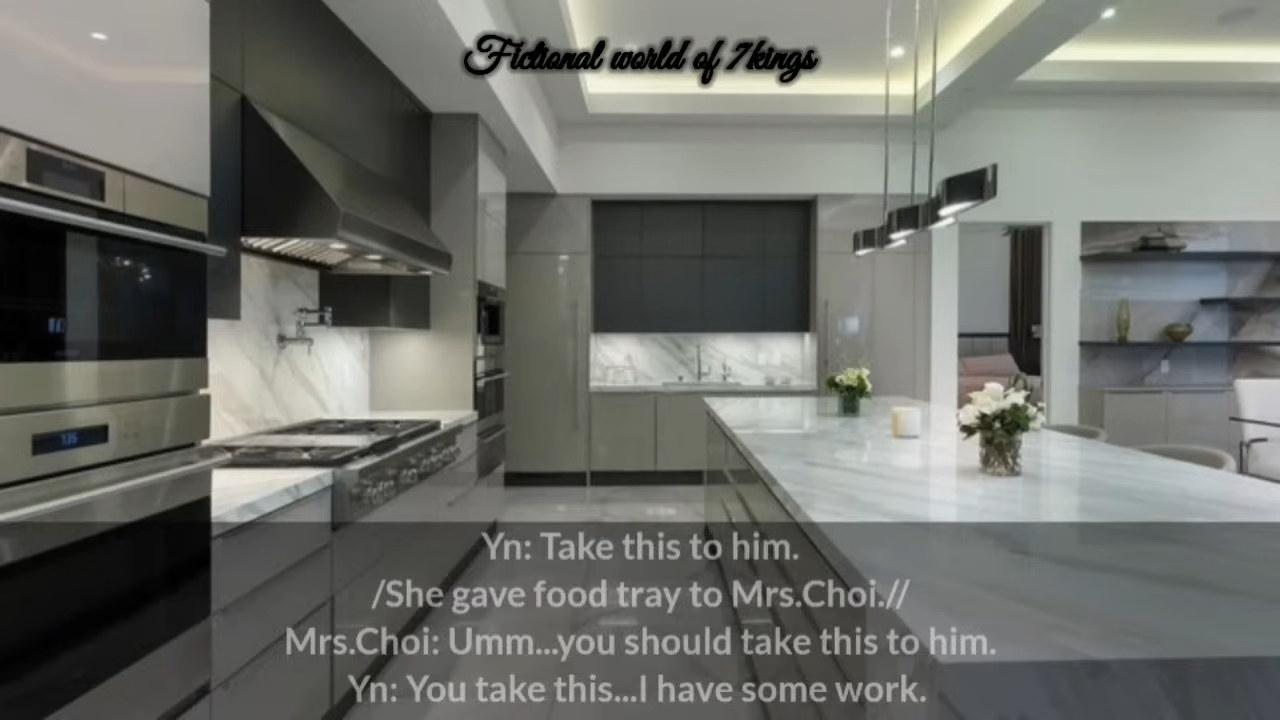 Fictional world of 7kings
Yn: Take this to him.
/She gave food tray to Mrs.Choi.//
Mrs.Choi: Umm...you should take this to him.
Yn: You take this...I have some work.